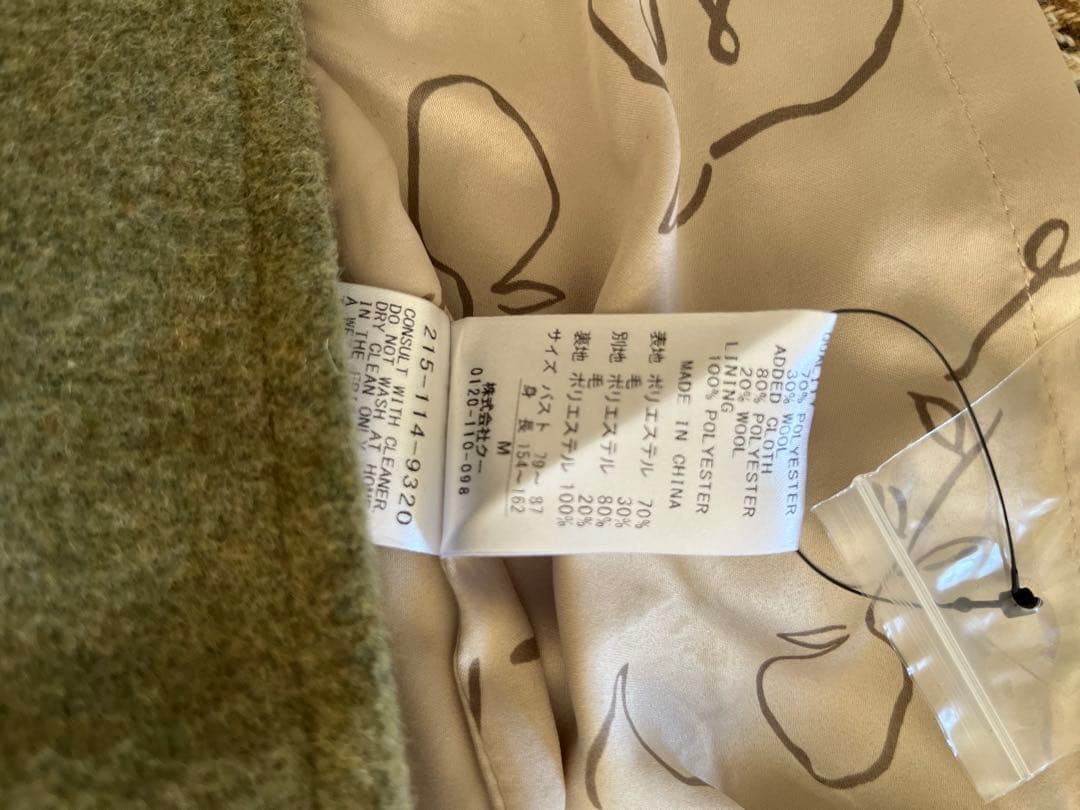 70% POLYESTER
30% WOOL
ADDED CLOTH
80% POLYESTER
20% WOOL
LINING
100% POLYESTER
MADE IN CHINA
表地 ポリエステル 70%
毛 30%
別地 ポリエステル 80%
毛 20%
裏地 ポリエステル 100%
サイズ バスト 79〜87
身長 154〜162
M
株式会社クー
0120-110-098
215-114-9320
CONSULT WITH CLEANER.
DO NOT WASH AT HOME.
DRY CLEAN ONLY
IN THE
A